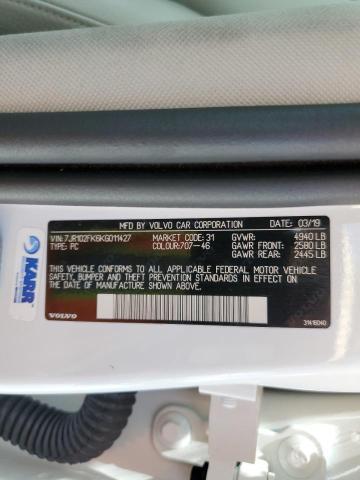 MFD BY VOLVO CAR CORPORATION 03/19
VIN:7JR102FK6KG011427 MARKET CODE: 31 GVWR: 4940 LB
TYPE: PC COLOUR:707-46 GAWR FRONT: 2580 LB
GAWR REAR: 2445 LB
THIS VEHICLE CONFORMS TO ALL APPLICABLE FEDERAL MOTOR VEHICLE
SAFETY, BUMPER AND THEFT PREVENTION STANDARDS IN EFFECT ON THE
DATE OF MANUFACTURE SHOWN ABOVE.
VOLVO 31418040
KARR